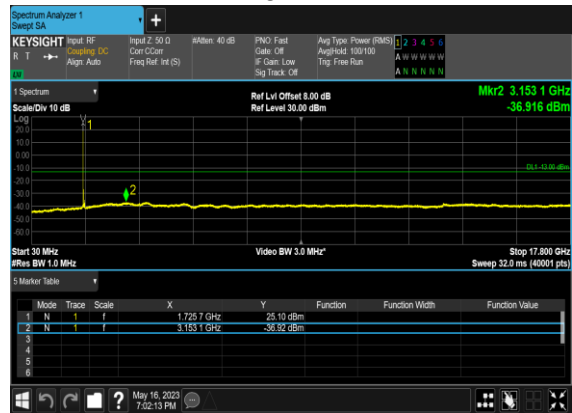 Spectrum Analyzer 1
Swept SA
KEYSIGHT Input: RF Input Z: 50 Ω #Atten: 40 dB PNO: Fast Avg Type: Power (RMS) 1 2 3 4 5 6
R T Coupling: DC Corr CCorr Gate: Off Avg|Hold: 100/100 A W W W W W
Align: Auto Freq Ref: Int (S) IF Gain: Low Trig: Free Run
Sig Track: Off A N N N N N
LXI
1 Spectrum
Scale/Div 10 dB
Ref Lvl Offset 8.00 dB
Ref Level 30.00 dBm
Mkr2 3.153 1 GHz
-36.916 dBm
Log
1
20.0
10.0
0.00
-10.0
DL1 -13.00 dBm
-20.0
-30.0
2
-40.0
-50.0
-60.0
Start 30 MHz Video BW 3.0 MHz* Stop 17.800 GHz
#Res BW 1.0 MHz Sweep 32.0 ms (40001 pts)
5 Marker Table
Mode Trace Scale X Y Function Function Width Function Value
1 N 1 f 1.725 7 GHz 25.10 dBm
2 N 1 f 3.153 1 GHz -36.92 dBm
3
4
5
6
?
May 16, 2023
7:02:13 PM